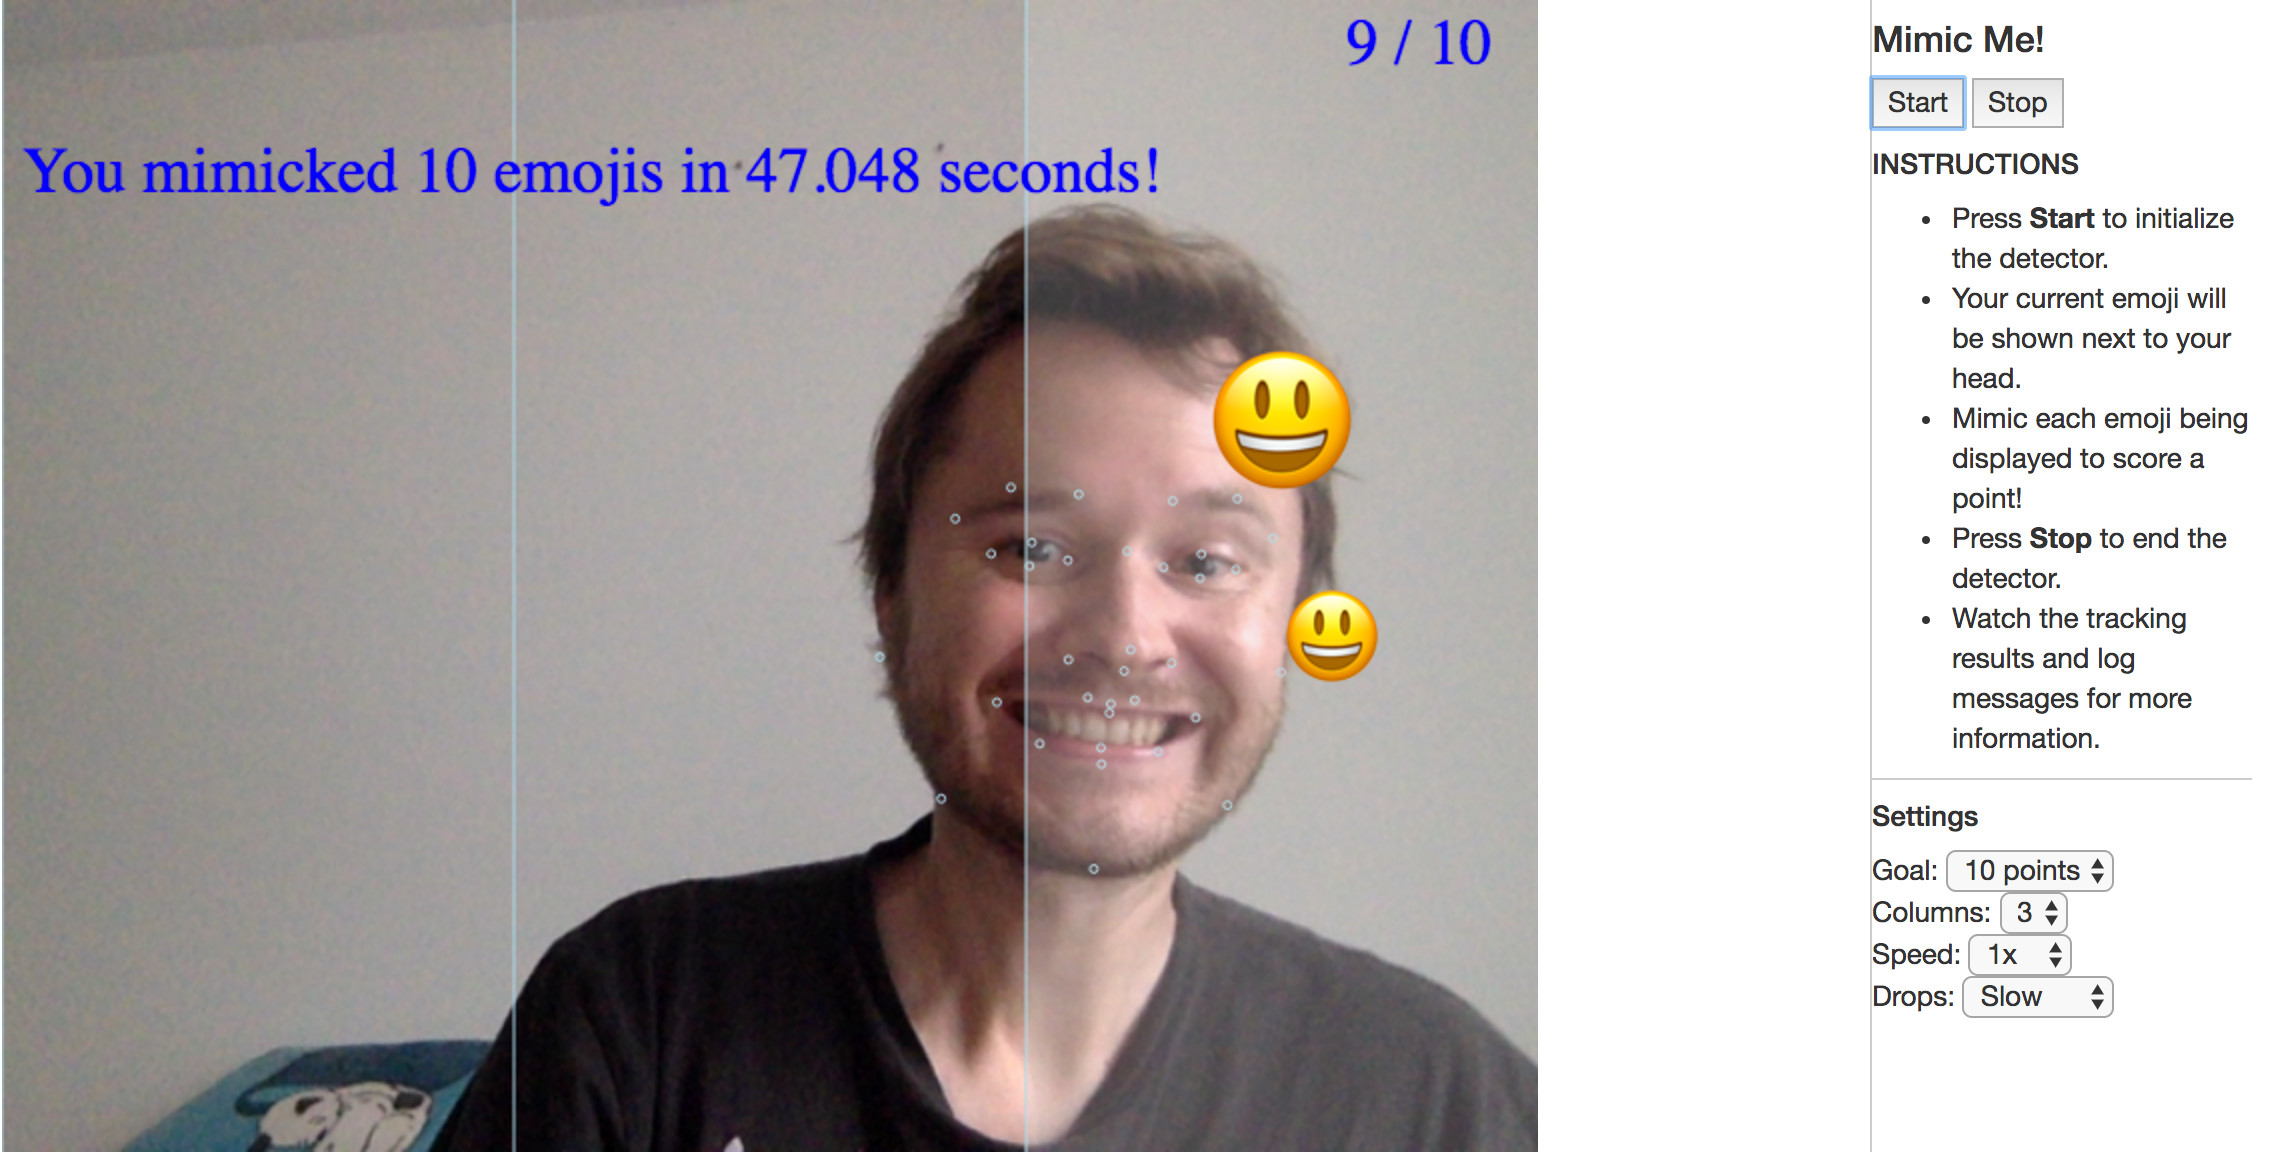 9 / 10
You mimicked 10 emojis in 47.048 seconds!
Mimic Me!
Start Stop
INSTRUCTIONS
Press Start to initialize
the detector.
Your current emoji will
be shown next to your
head.
Mimic each emoji being
displayed to score a
point!
Press Stop to end the
detector.
Watch the tracking
results and log
messages for more
information.
Settings
Goal: 10 points
Columns: 3
Speed: 1x
Drops: Slow